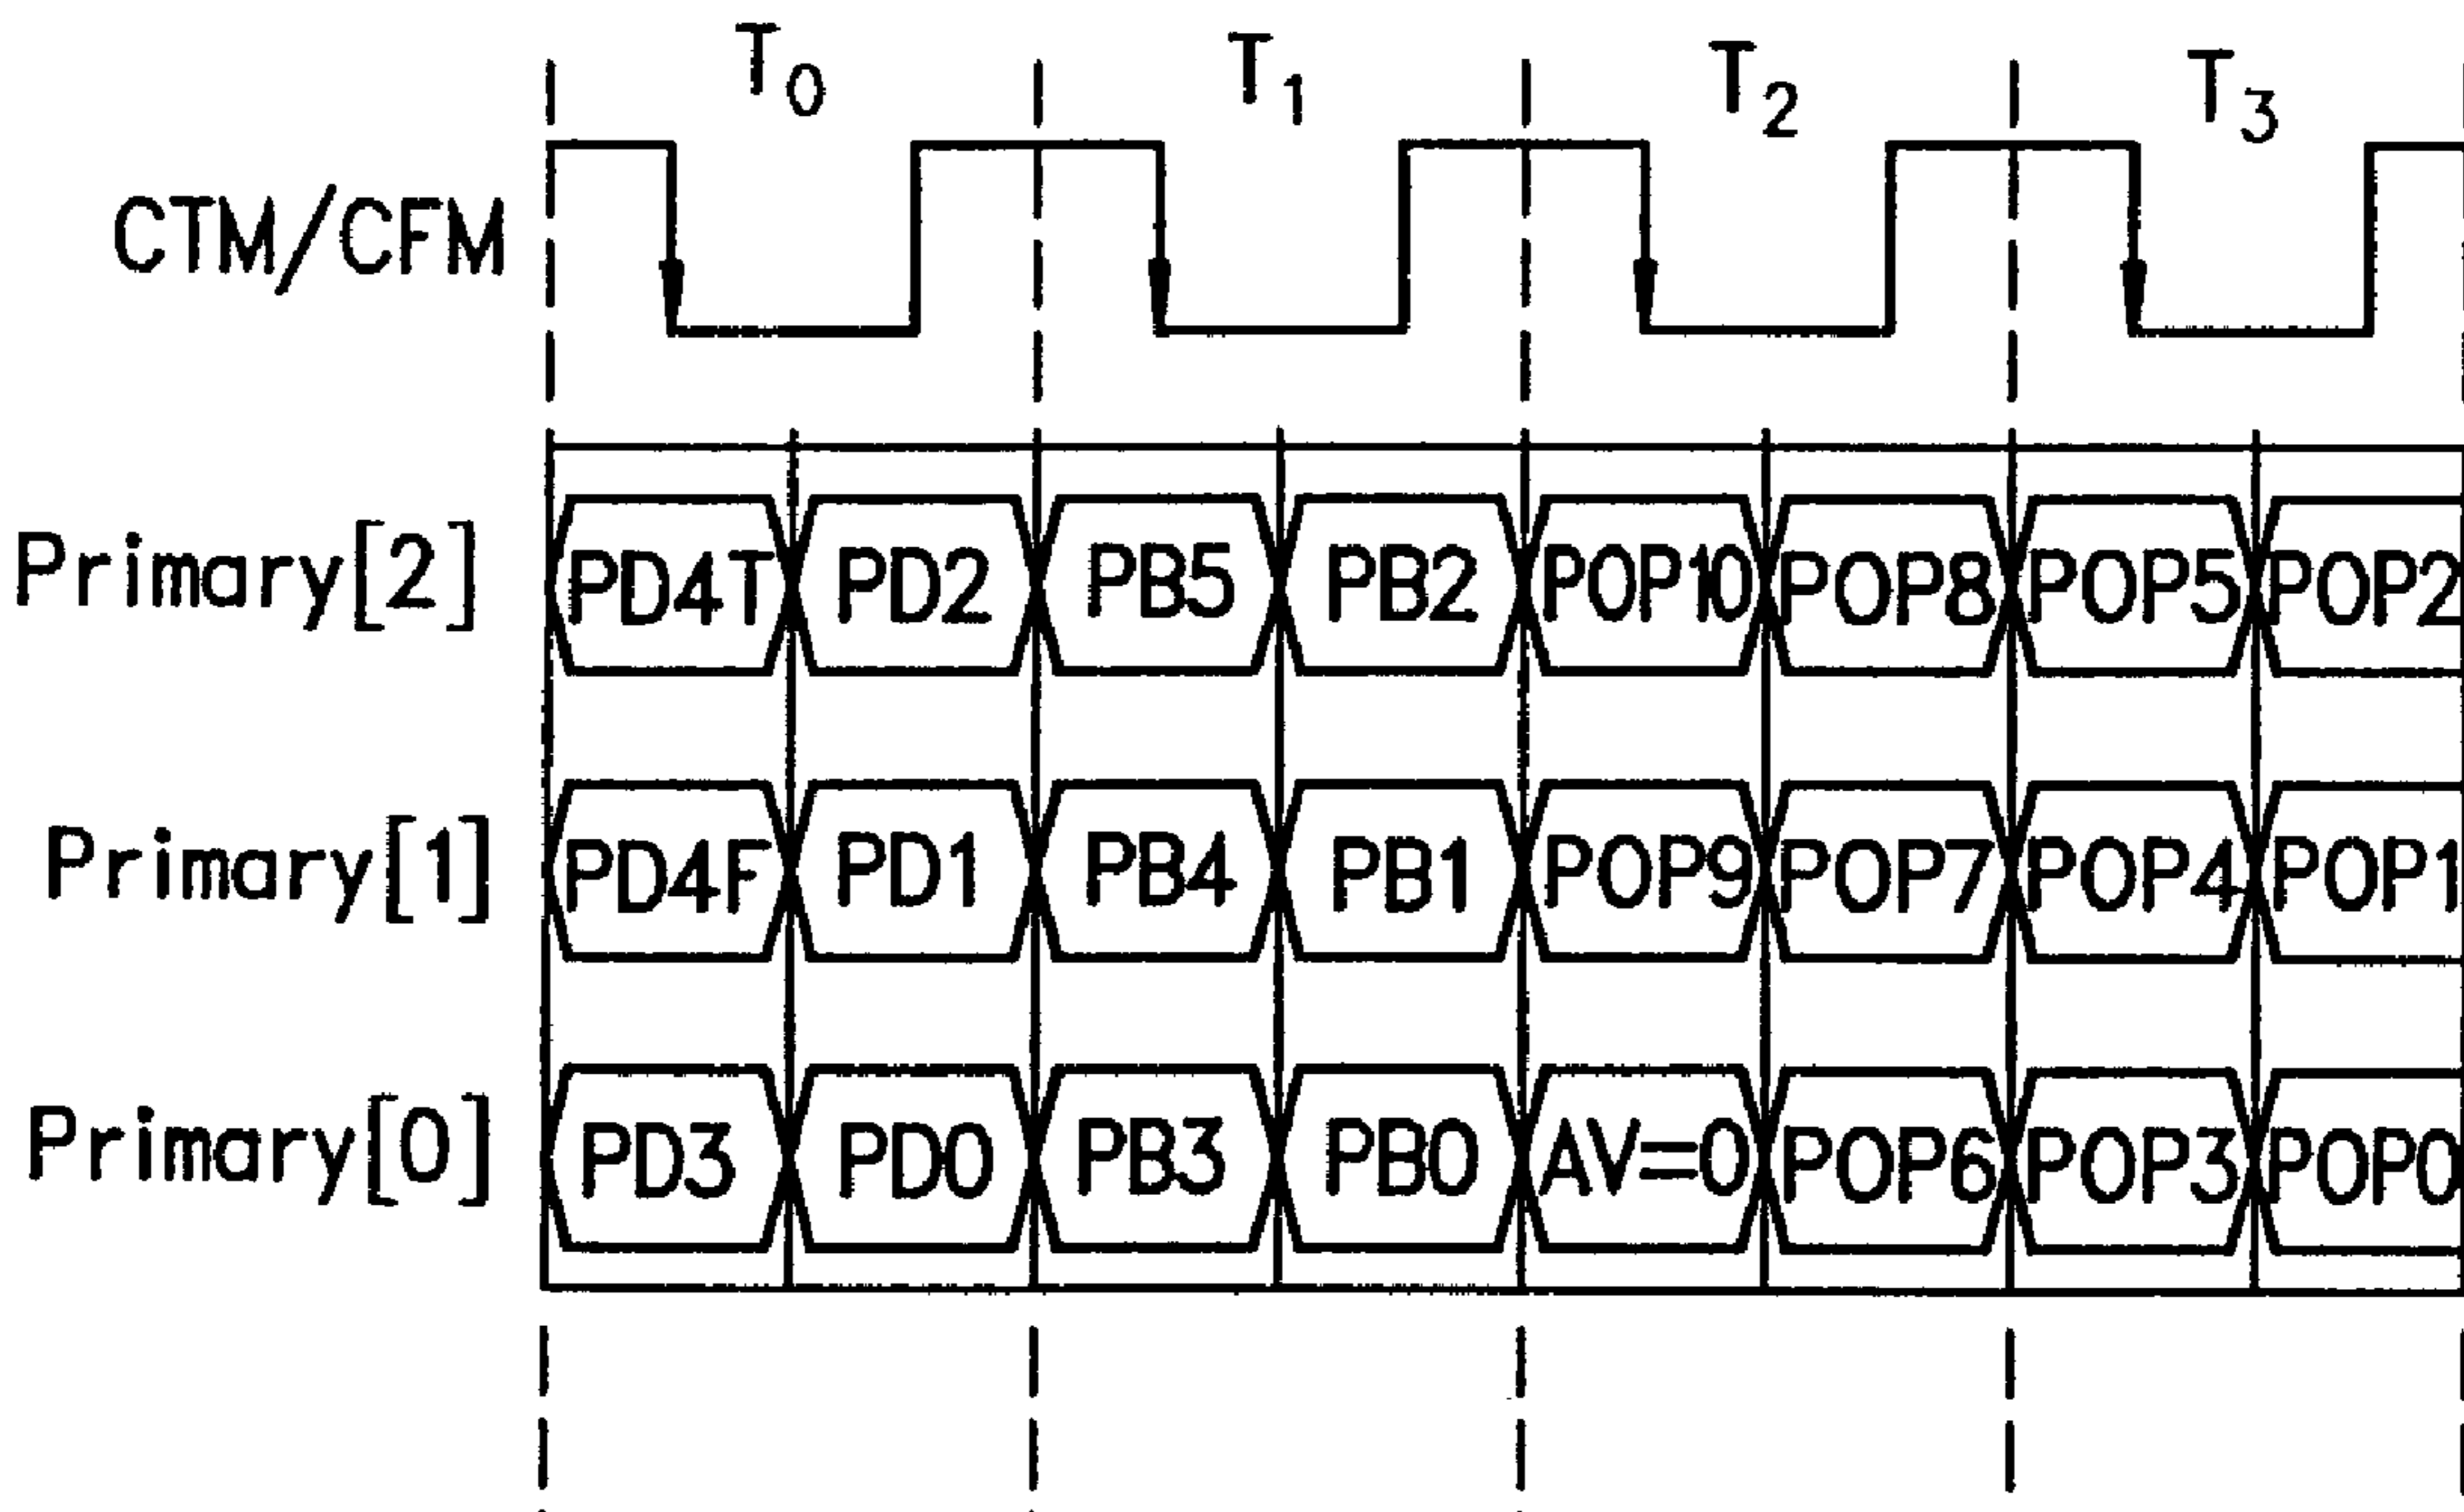 T0 T1 T2 T3
CTM/CFM
Primary[2] PD4T PD2 PB5 PB2 POP10 POP8 POP5 POP2
Primary[1] PD4F PD1 PB4 PB1 POP9 POP7 POP4 POP1
Primary[0] PD3 PD0 PB3 PB0 AV=0 POP6 POP3 POP0